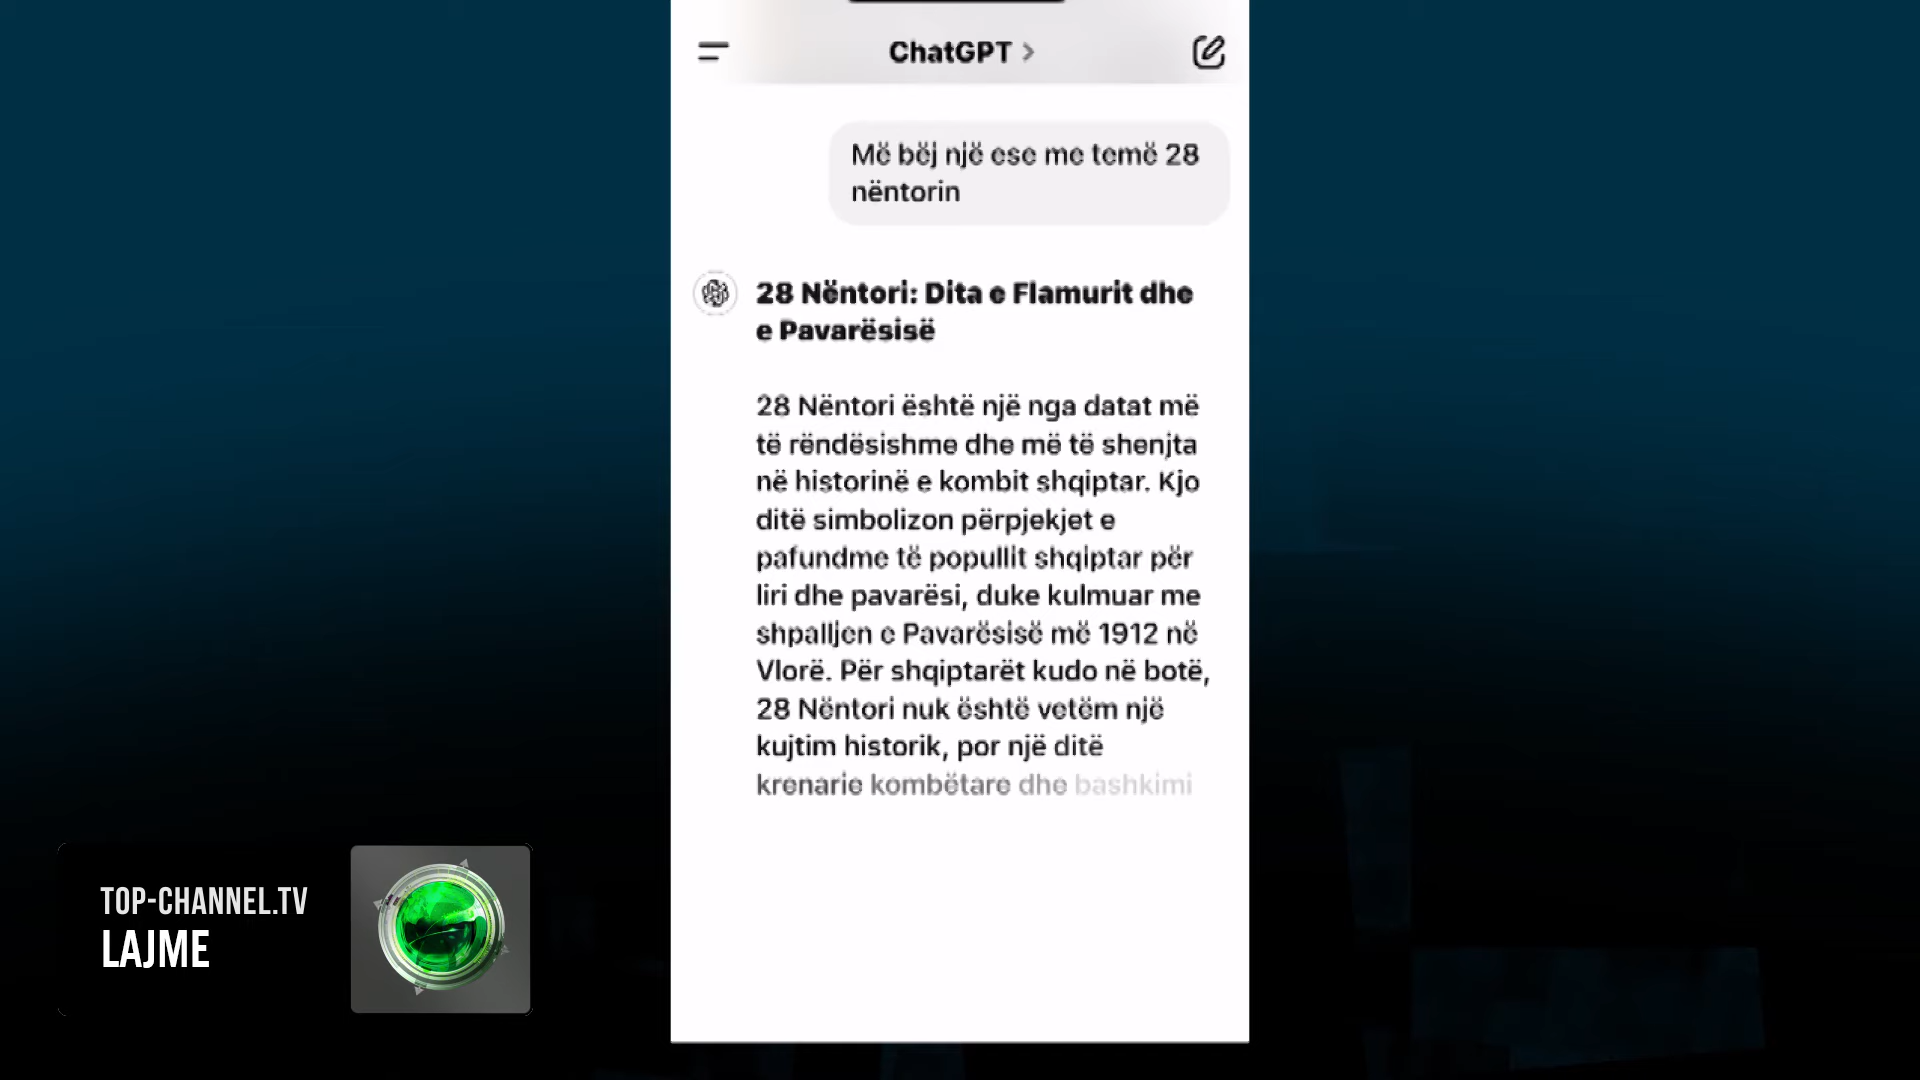 ChatGPT >
Më bëj një ese me temë 28
nëntorin
28 Nëntori: Dita e Flamurit dhe
e Pavarësisë
28 Nëntori është një nga datat më
të rëndësishme dhe më të shenjta
në historinë e kombit shqiptar. Kjo
ditë simbolizon përpjekjet e
pafundme të popullit shqiptar për
liri dhe pavarësi, duke kulmuar me
shpalljen e Pavarësisë më 1912 në
Vlorë. Për shqiptarët kudo në botë,
28 Nëntori nuk është vetëm një
kujtim historik, por një ditë
krenarie kombëtare dhe bashkimi
TOP-CHANNEL.TV
LAJME